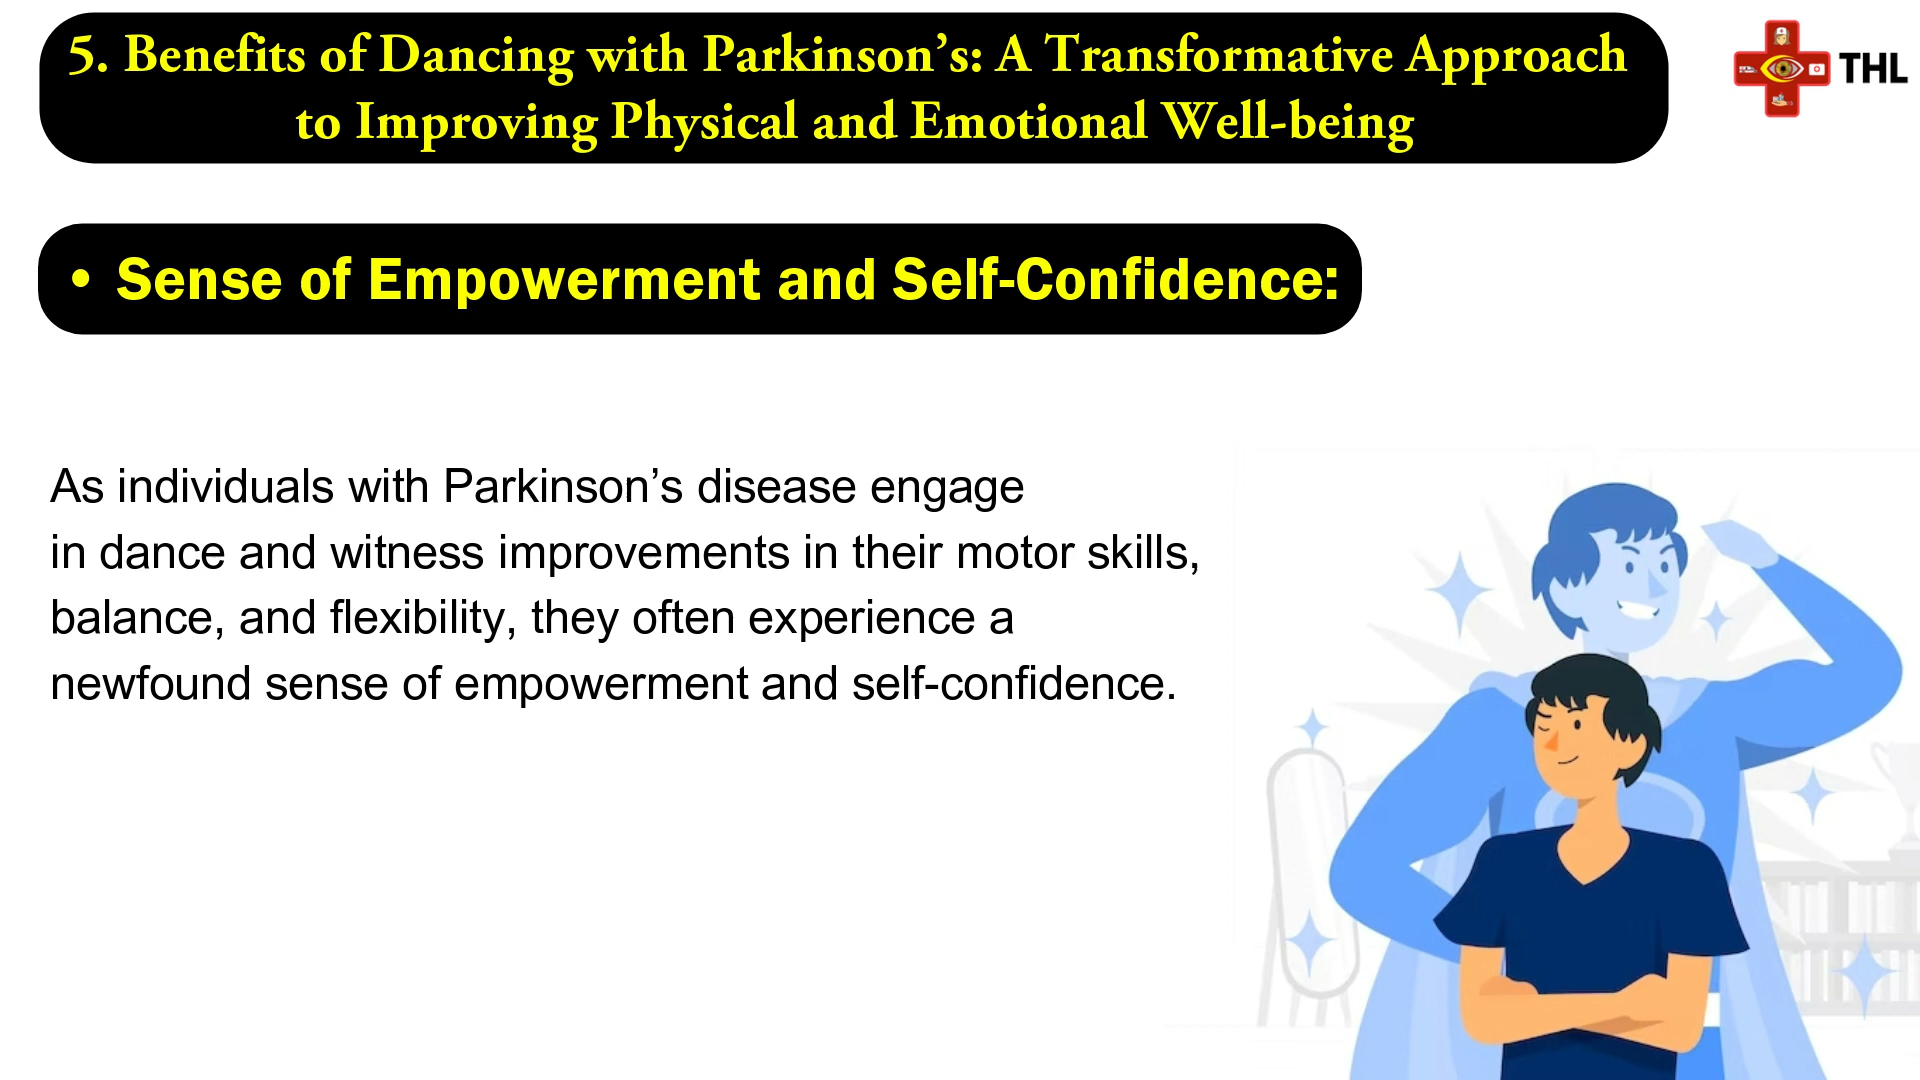 5. Benefits of Dancing with Parkinson’s: A Transformative Approach
to Improving Physical and Emotional Well-being
THL
• Sense of Empowerment and Self-Confidence:
As individuals with Parkinson’s disease engage
in dance and witness improvements in their motor skills,
balance, and flexibility, they often experience a
newfound sense of empowerment and self-confidence.